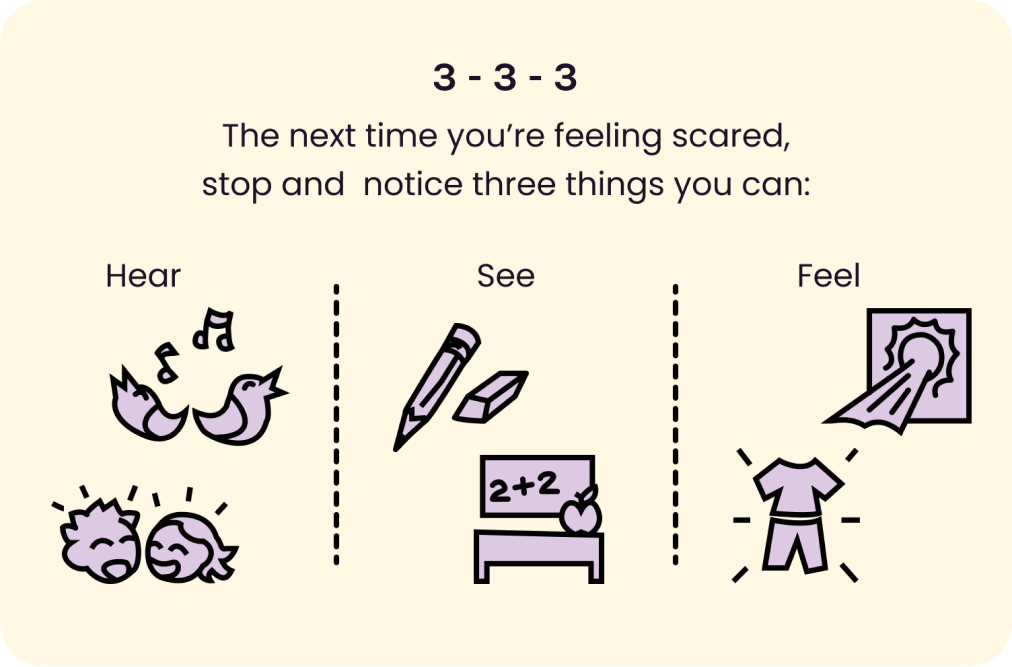 3 - 3 - 3
The next time you’re feeling scared,
stop and  notice three things you can:
Hear
See
Feel
2+2